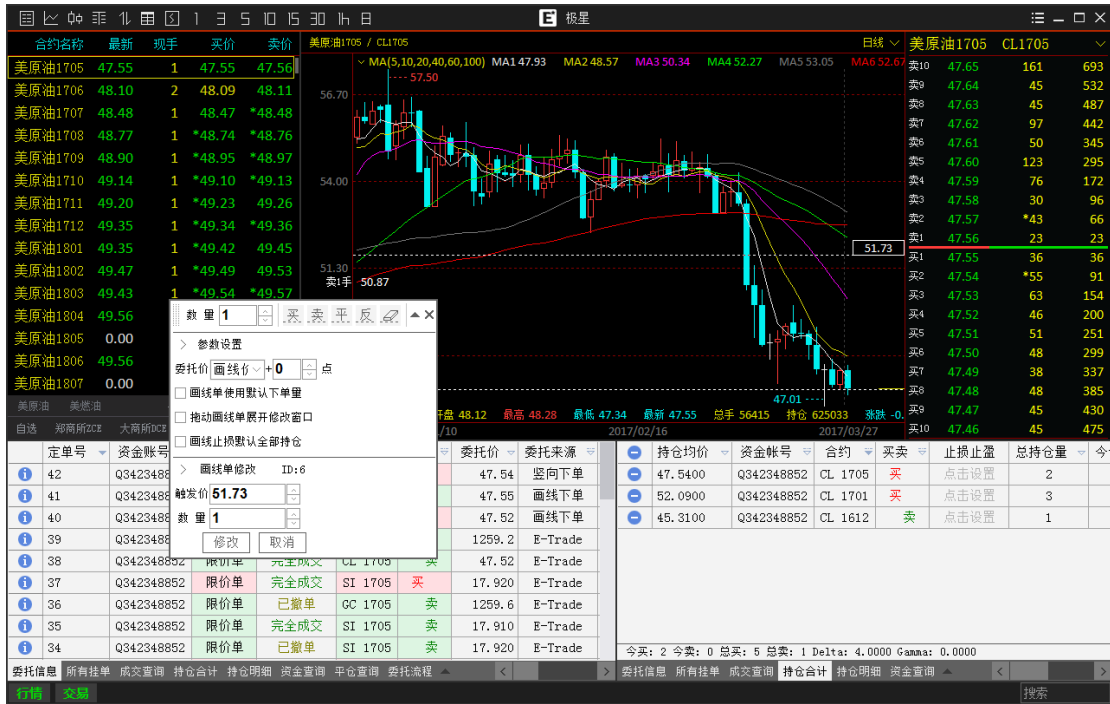 1 3 5 10 15 30 1h 日 极星
合约名称 最新 现手 买价 卖价
美原油1705 47.55 1 47.55 47.56
美原油1706 48.10 2 48.09 48.11
美原油1707 48.48 1 48.47 *48.48
美原油1708 48.77 1 *48.74 *48.76
美原油1709 48.90 1 *48.95 *48.97
美原油1710 49.14 1 *49.10 *49.13
美原油1711 49.20 1 *49.23 49.26
美原油1712 49.35 1 *49.34 *49.36
美原油1801 49.35 1 *49.42 49.45
美原油1802 49.47 1 *49.49 49.53
美原油1803 49.43 1 *49.54 *49.57
美原油1804 49.56
美原油1805 0.00
美原油1806 49.56
美原油1807 0.00
美原油 美燃油
自选 郑商所ZCE 大商所DCE
美原油1705 / CL1705 日线
MA(5,10,20,40,60,100) MA1 47.93 MA2 48.57 MA3 50.34 MA4 52.27 MA5 53.05 MA6 52.67
57.50
56.70
54.00
51.73
51.30
卖1手 50.87
47.01
开盘 48.12 最高 48.28 最低 47.34 最新 47.55 总手 56415 持仓 625033 涨跌 -0.
/10 2017/02/16 2017/03/27
美原油1705 CL1705
卖10 47.65 161 693
卖9 47.64 45 532
卖8 47.63 45 487
卖7 47.62 97 442
卖6 47.61 50 345
卖5 47.60 123 295
卖4 47.59 76 172
卖3 47.58 30 96
卖2 47.57 *43 66
卖1 47.56 23 23
买1 47.55 36 36
买2 47.54 *55 91
买3 47.53 63 154
买4 47.52 46 200
买5 47.51 51 251
买6 47.50 48 299
买7 47.49 38 337
买8 47.48 48 385
买9 47.47 45 430
买10 47.46 45 475
数 量 1 买 卖 平 反
参数设置
委托价 画线价 +0 点
画线单使用默认下单量
拖动画线单展开修改窗口
画线止损默认全部持仓
画线单修改 ID:6
触发价 51.73
数 量 1
修改 取消
定单号 资金账号 委托价 委托来源
42 Q3423488 47.54 竖向下单
41 Q3423488 47.55 画线下单
40 Q3423488 47.52 画线下单
39 Q3423488 1259.2 E-Trade
38 Q342348852 限价单 完全成交 CL 1705 卖 47.52 E-Trade
37 Q342348852 限价单 完全成交 SI 1705 买 17.920 E-Trade
36 Q342348852 限价单 已撤单 GC 1705 卖 1259.6 E-Trade
35 Q342348852 限价单 完全成交 SI 1705 卖 17.910 E-Trade
34 Q342348852 限价单 已撤单 SI 1705 卖 17.920 E-Trade
委托信息 所有挂单 成交查询 持仓合计 持仓明细 资金查询 平仓查询 委托流程
持仓均价 资金账号 合约 买卖 止损止盈 总持仓量 今
47.5400 Q342348852 CL 1705 买 点击设置 2
52.0900 Q342348852 CL 1701 买 点击设置 3
45.3100 Q342348852 CL 1612 卖 点击设置 1
今买: 2 今卖: 0 总买: 5 总卖: 1 Delta: 4.0000 Gamma: 0.0000
委托信息 所有挂单 成交查询 持仓合计 持仓明细 资金查询
行情 交易 搜索